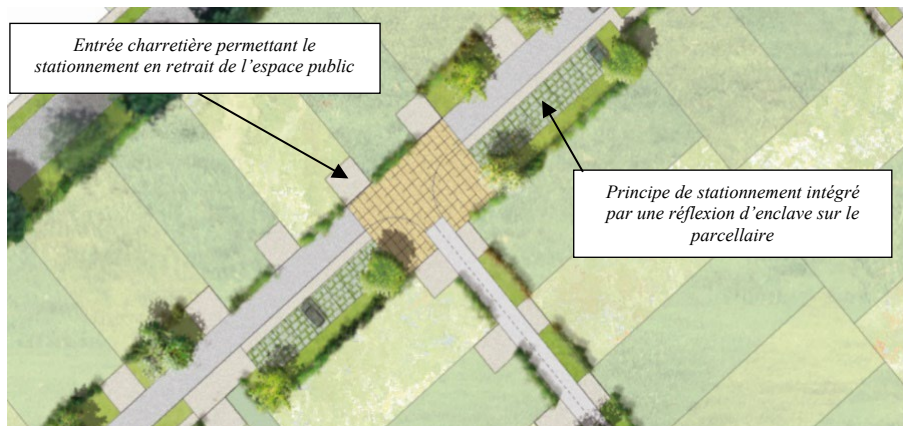 Entrée charretière permettant le
stationnement en retrait de l’espace public
Principe de stationnement intégré
par une réflexion d’enclave sur le
parcellaire